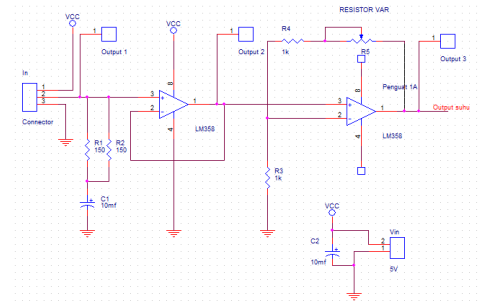 RESISTOR VAR
VCC
Output 1
VCC
Output 2
R4
1k
R5
Output 3
In
1
2
3
Connector
8
3
2
1
4
LM358
Penguat 1A
8
3
2
1
4
LM358
Output suhu
R1
150
R2
150
C1
10mf
R3
1k
VCC
C2
10mf
Vin
2
1
5V